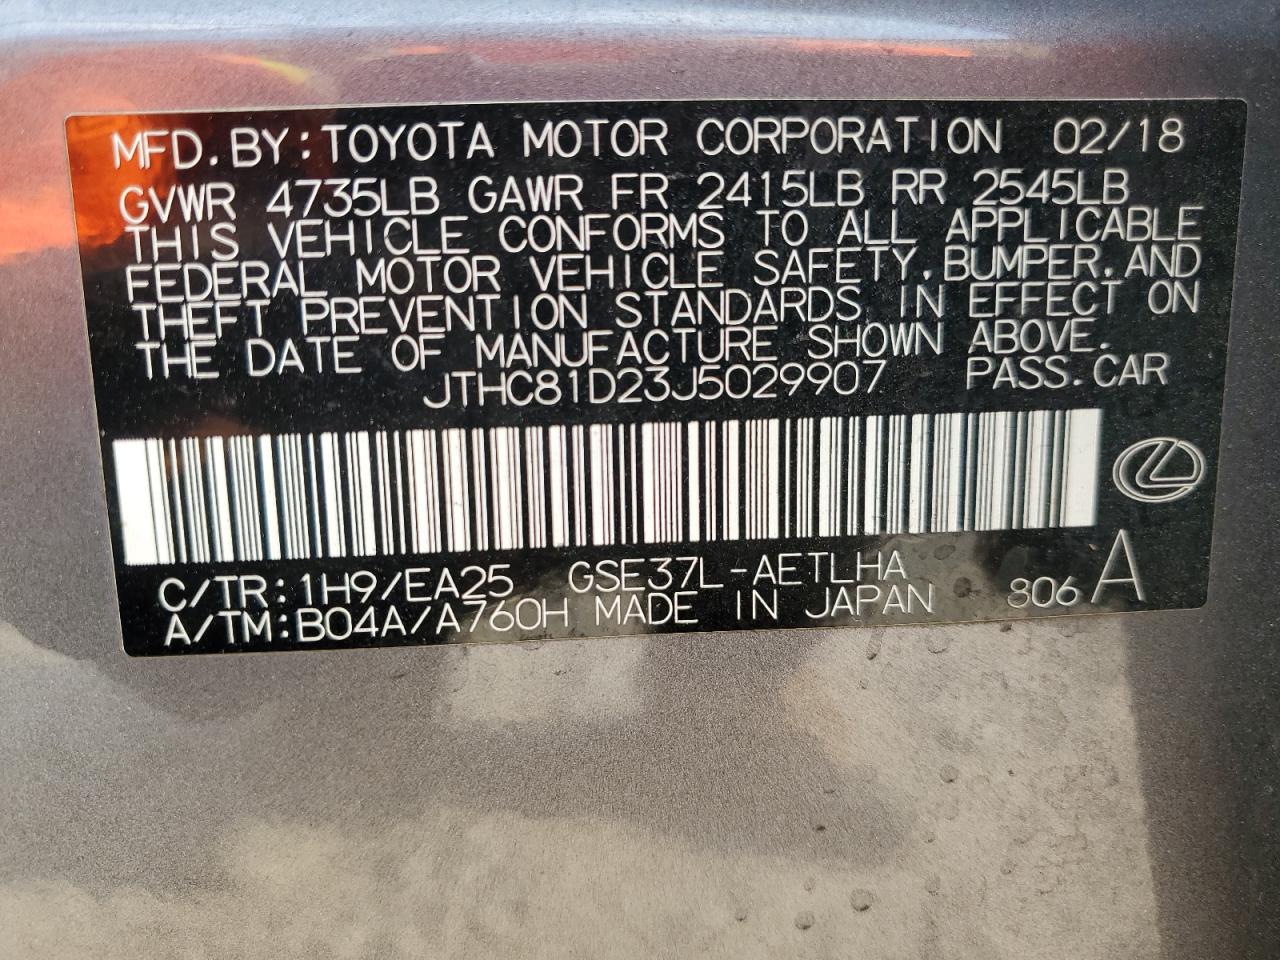 MFD. BY: TOYOTA MOTOR CORPORATION 02/18
GVWR 4735LB GAWR FR 2415LB RR 2545LB
THIS VEHICLE CONFORMS TO ALL APPLICABLE
FEDERAL MOTOR VEHICLE SAFETY, BUMPER, AND
THEFT PREVENTION STANDARDS IN EFFECT ON
THE DATE OF MANUFACTURE SHOWN ABOVE.
JTHC81D23J5029907 PASS. CAR
C/TR: 1H9/EA25 GSE37L-AETLHA
A/TM: B04A/A760H MADE IN JAPAN 806 A